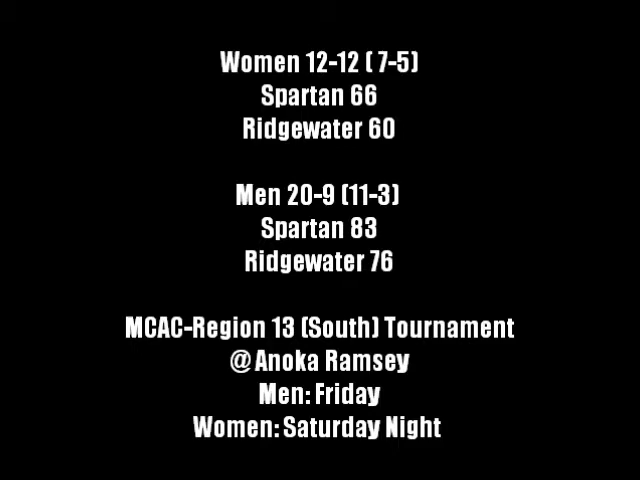 Women 12-12 ( 7-5)
Spartan 66
Ridgewater 60
Men 20-9 (11-3)
Spartan 83
Ridgewater 76
MCAC-Region 13 (South) Tournament
@ Anoka Ramsey
Men: Friday
Women: Saturday Night